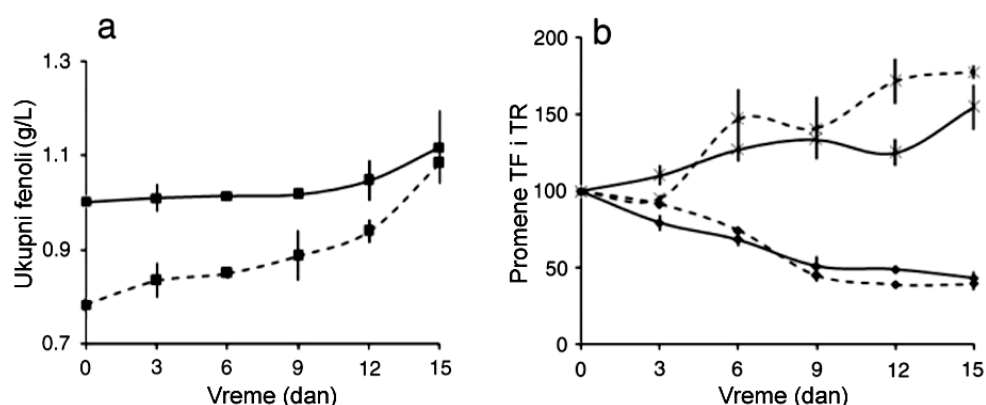 a
Ukupni fenoli (g/L)
1.3
1.1
0.9
0.7
0 3 6 9 12 15
Vreme (dan)
b
Promene TF i TR
200
150
100
50
0
0 3 6 9 12 15
Vreme (dan)